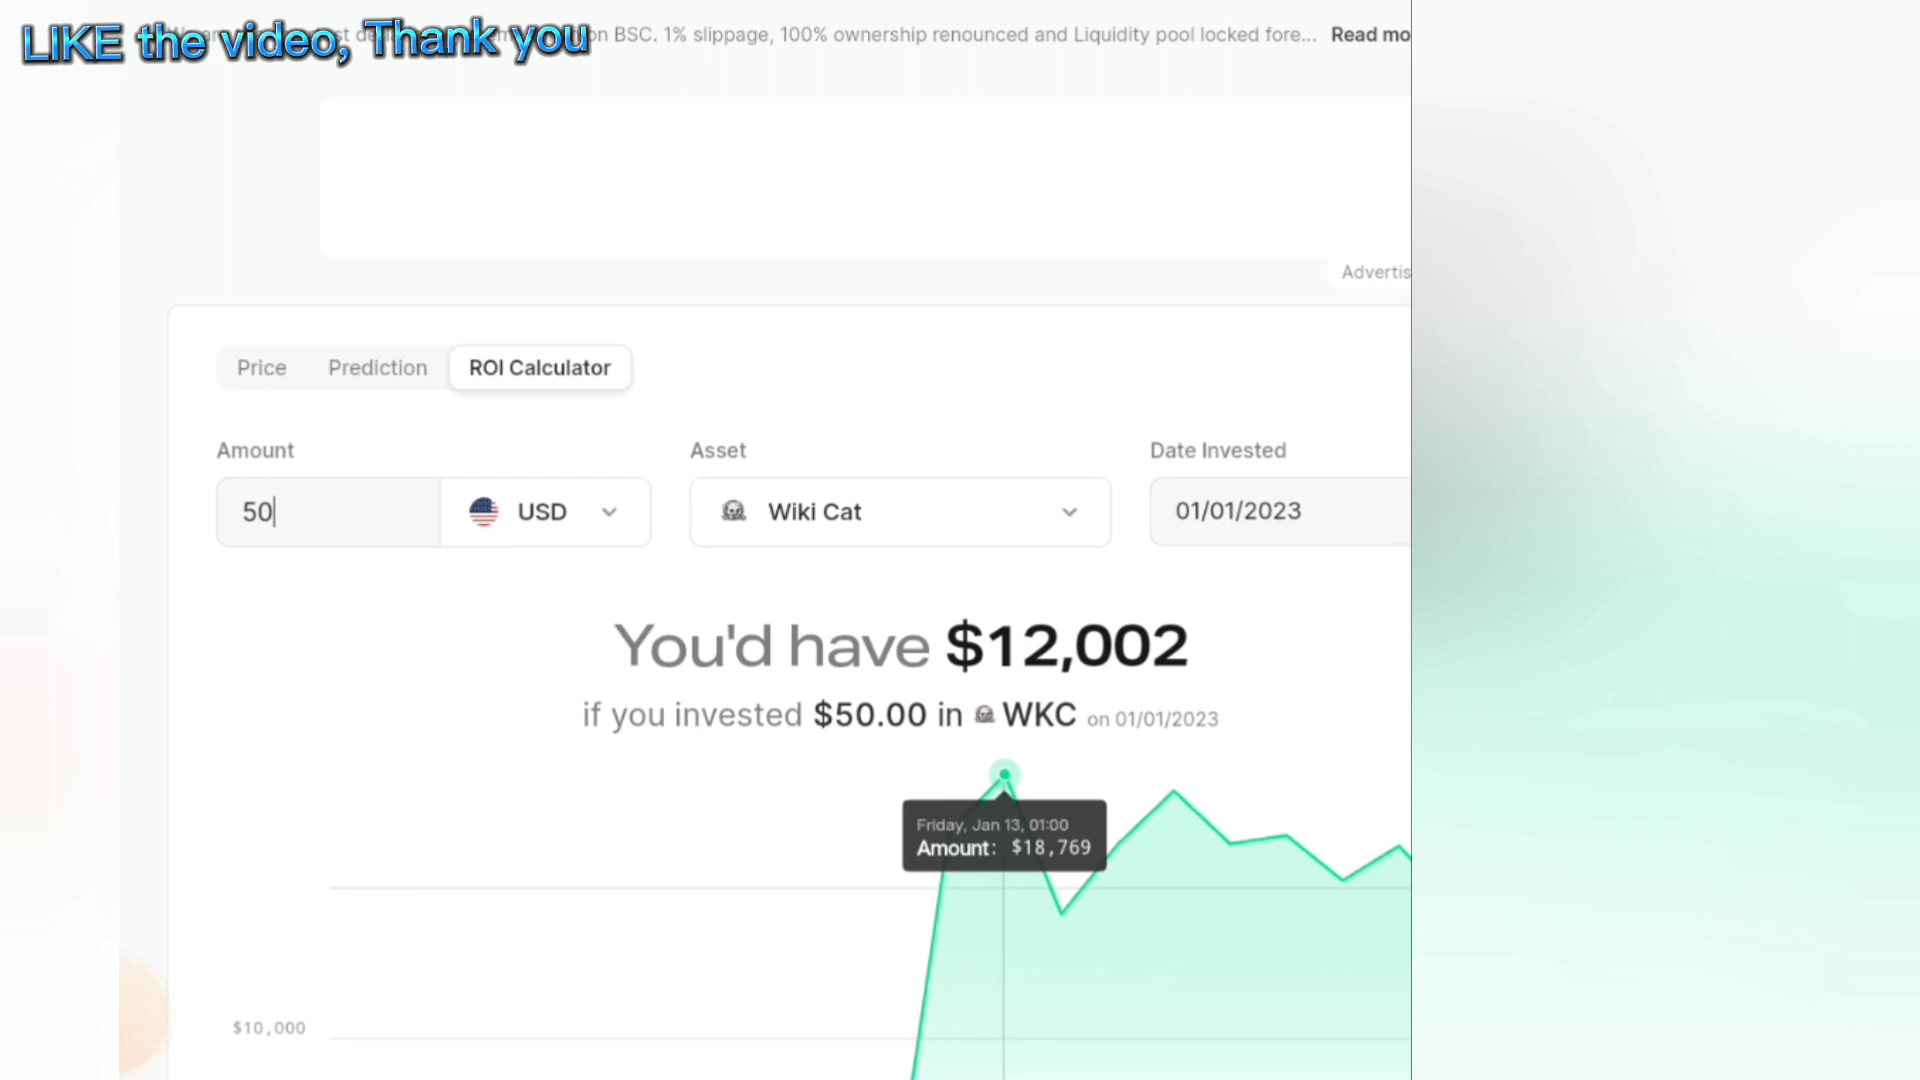 LIKE the video, Thank you
on BSC. 1% slippage, 100% ownership renounced and Liquidity pool locked fore... Read mo
Advertis
Price Prediction ROI Calculator
Amount Asset Date Invested
50 USD Wiki Cat 01/01/2023
You'd have $12,002
if you invested $50.00 in WKC on 01/01/2023
Friday, Jan 13, 01:00
Amount: $18,769
$10,000